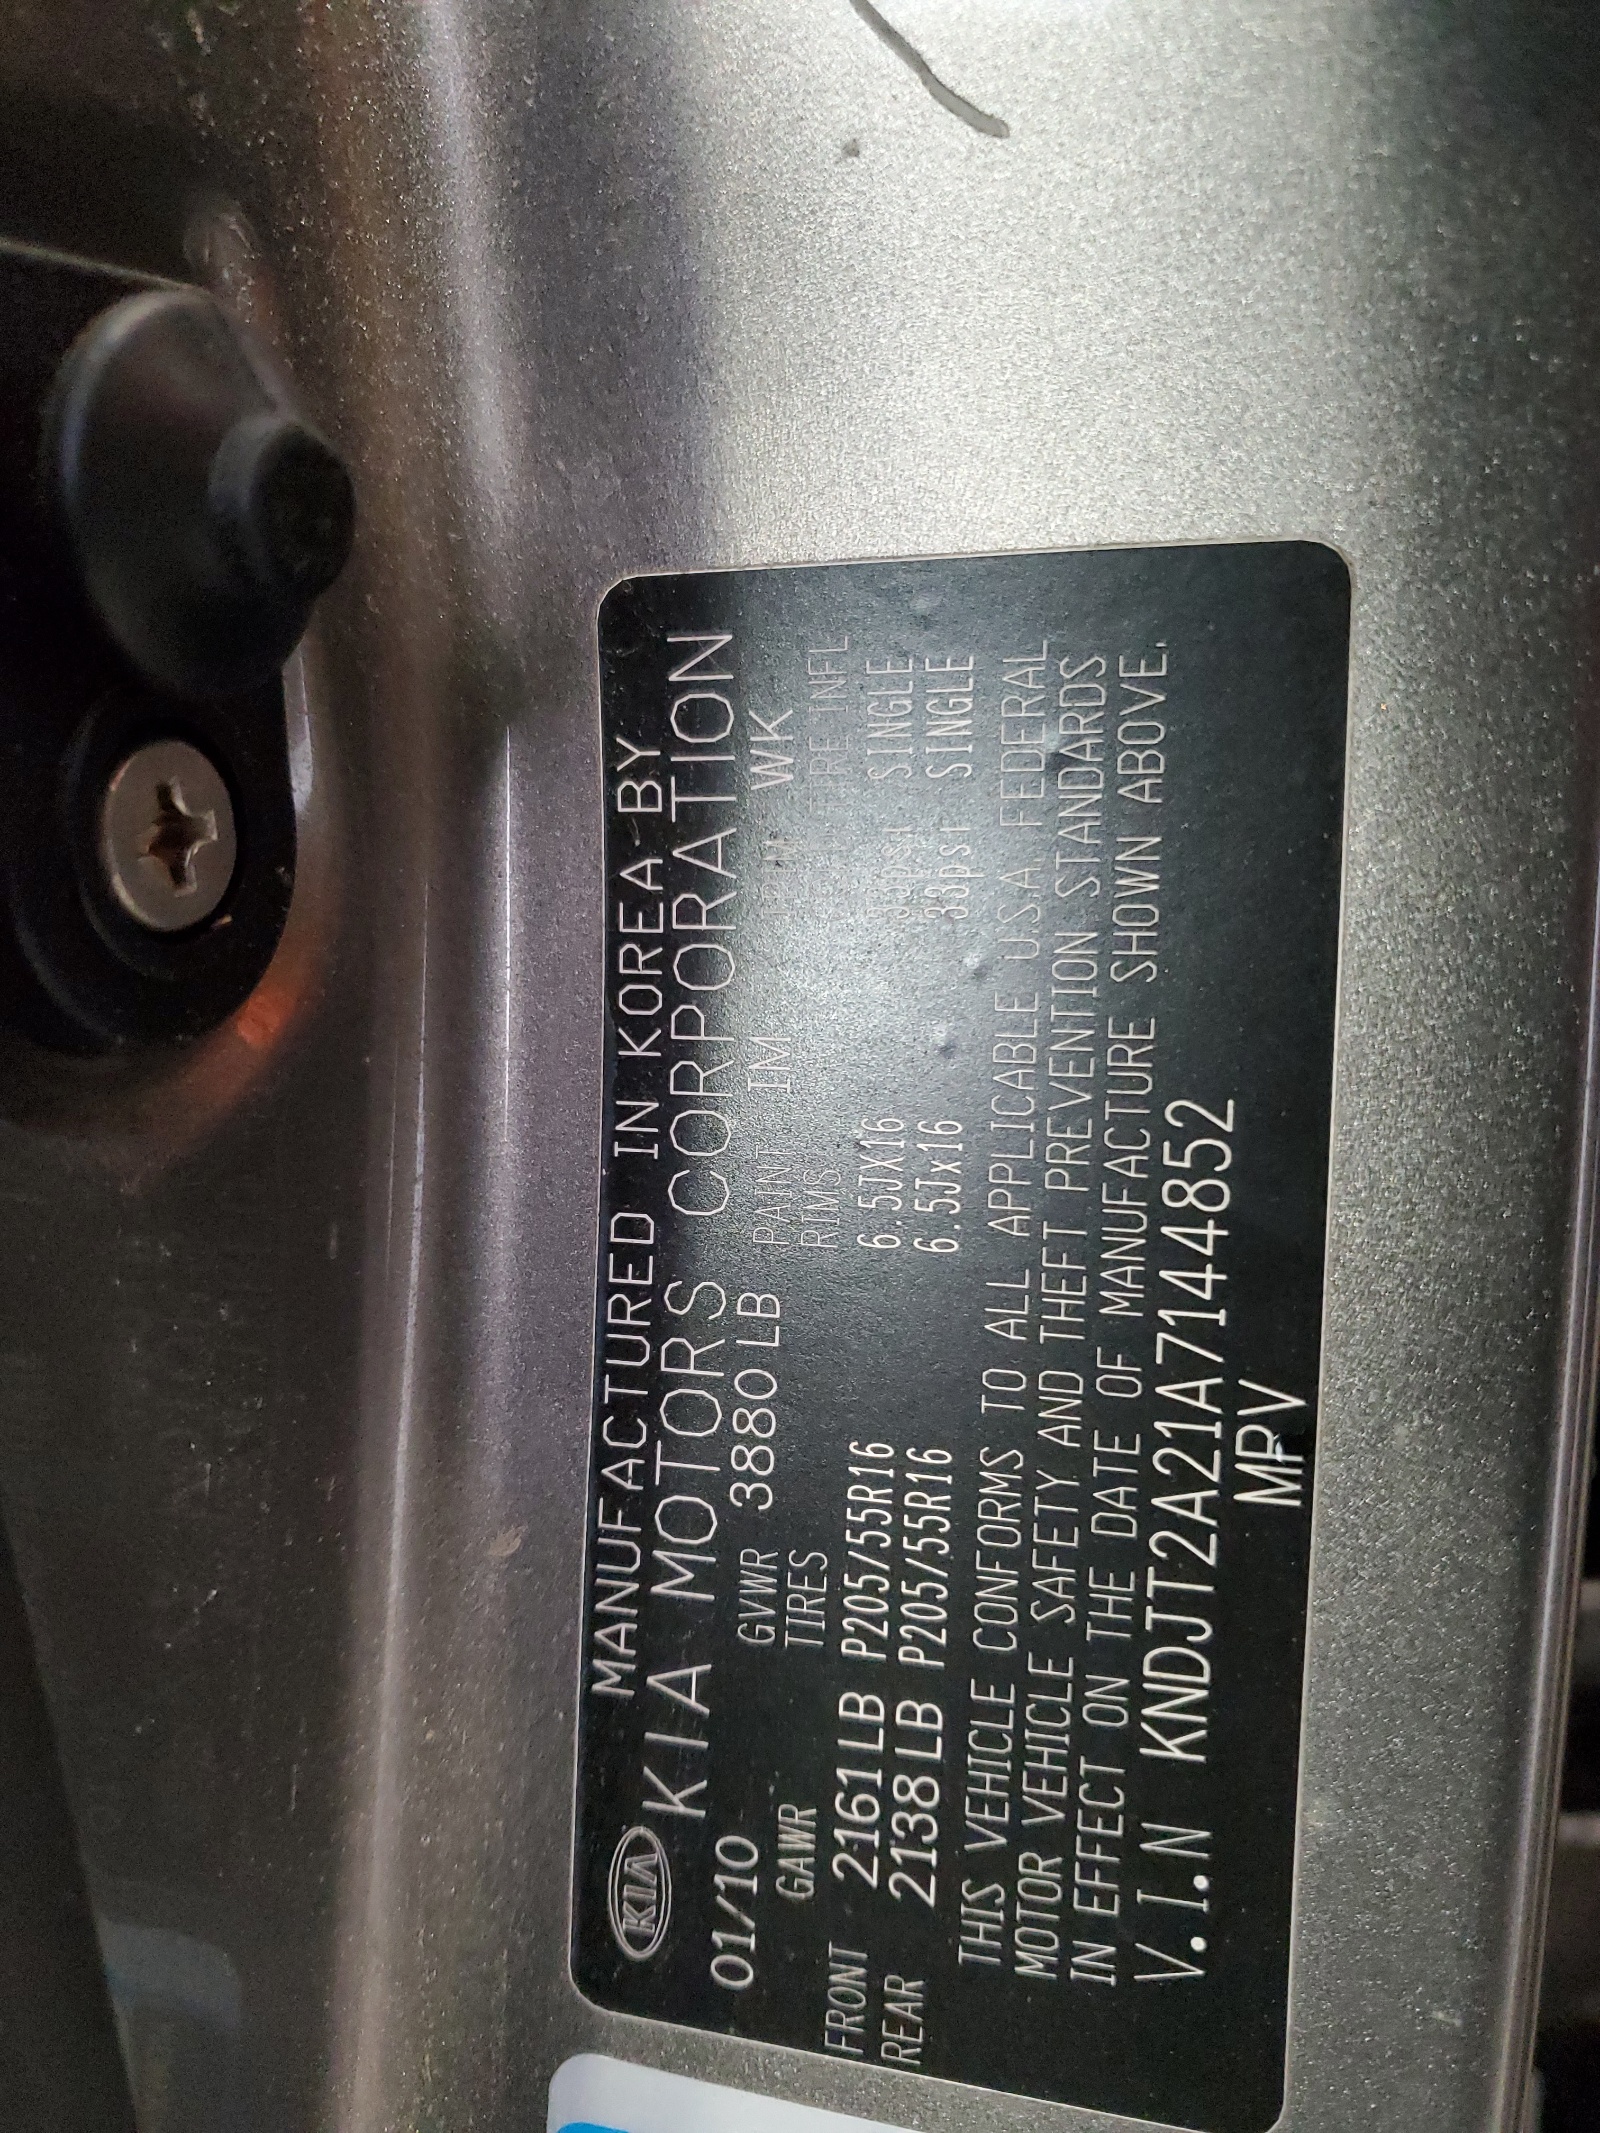 KIA MANUFACTURED IN KOREA BY
KIA MOTORS CORPORATION
01/10 GVWR 3880 LB PAINT IM TRIM WK
GAWR TIRES RIMS TIRE INFL
FRONT 2161 LB P205/55R16 6.5JX16 SINGLE
REAR 2138 LB P205/55R16 6.5Jx16 SINGLE
THIS VEHICLE CONFORMS TO ALL APPLICABLE U.S.A. FEDERAL
MOTOR VEHICLE SAFETY AND THEFT PREVENTION STANDARDS
IN EFFECT ON THE DATE OF MANUFACTURE SHOWN ABOVE.
V.I.N KNDJT2A21A7144852
MPV